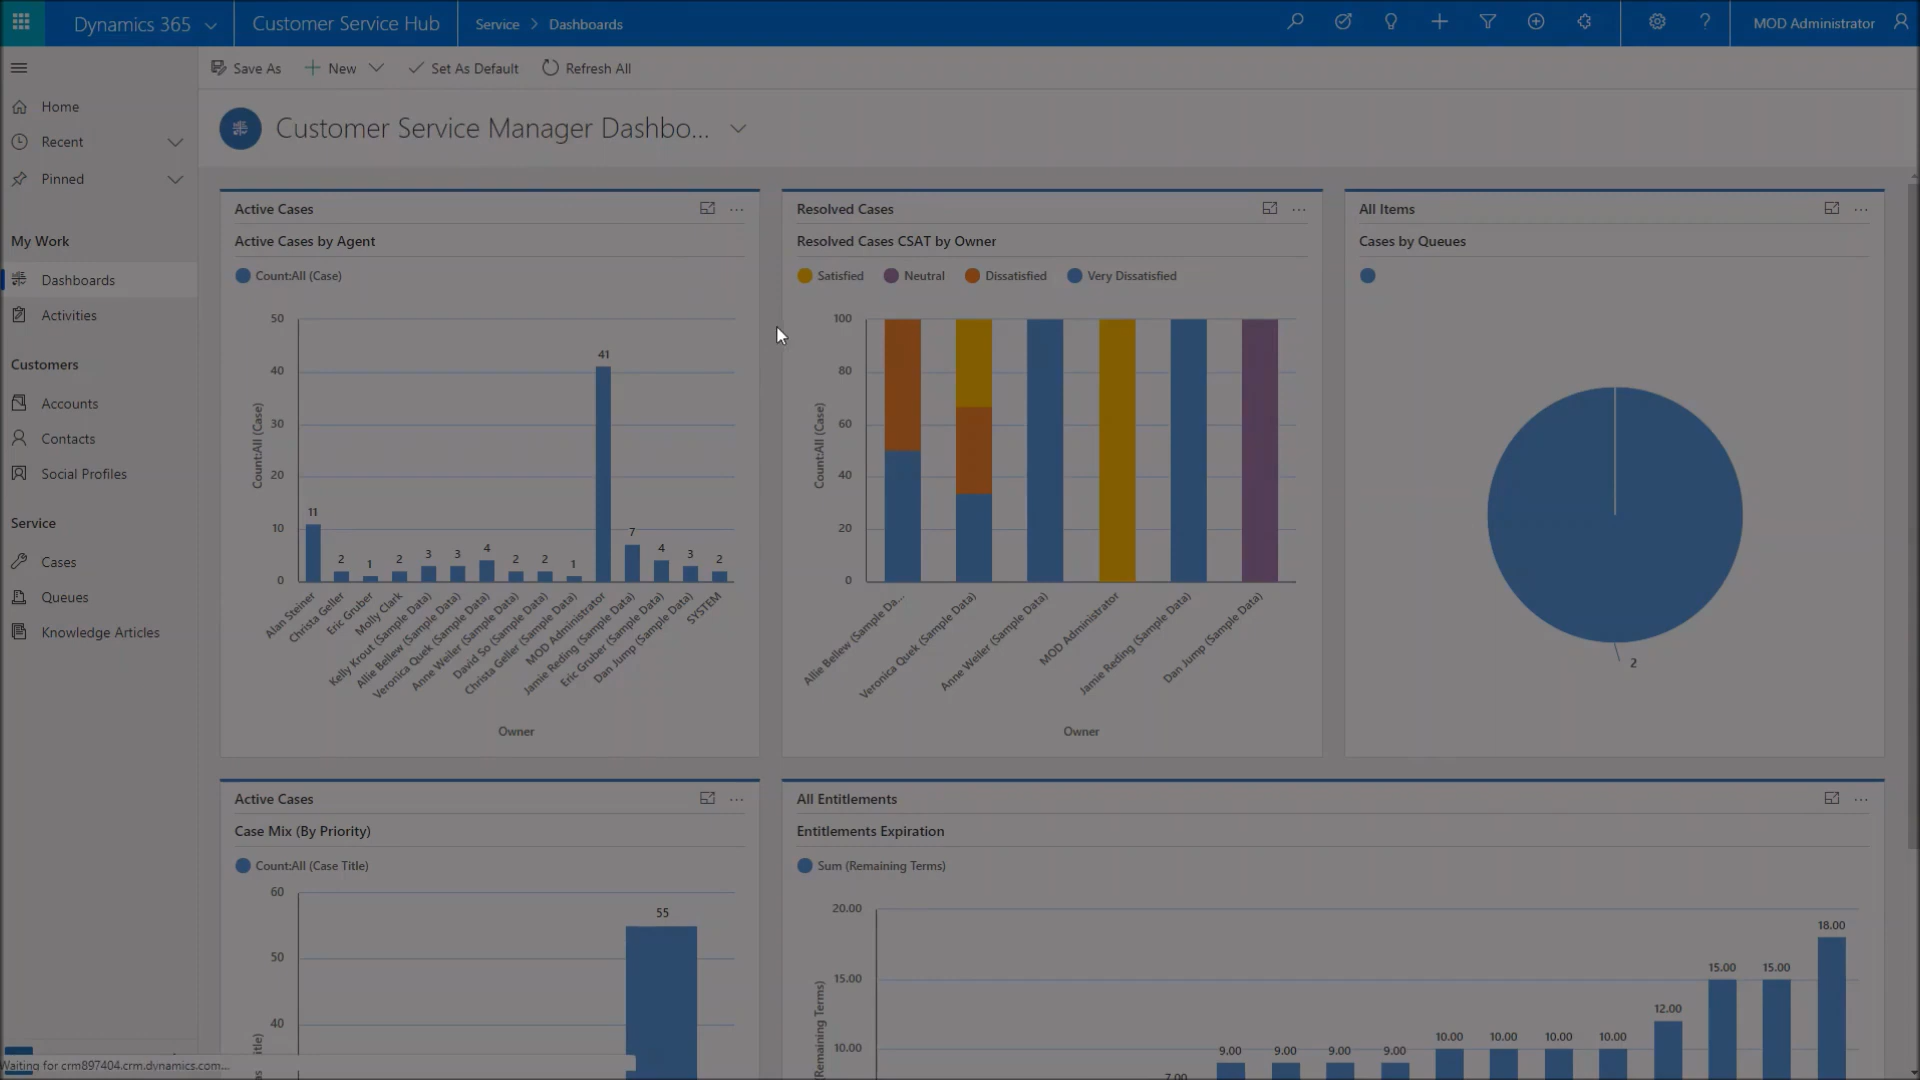 Dynamics 365
Customer Service Hub
Service > Dashboards
MOD Administrator
Save As
New
Set As Default
Refresh All
Home
Recent
Pinned
My Work
Dashboards
Activities
Customers
Accounts
Contacts
Social Profiles
Service
Cases
Queues
Knowledge Articles
Customer Service Manager Dashbo...
Active Cases
Active Cases by Agent
Count:All (Case)
50
40
30
20
10
0
Count:All (Case)
11
2
1
2
3
3
4
2
2
1
41
7
4
3
2
Alan Steiner
Christa Geller
Eric Gruber
Molly Clark
Kelly Krout (Sample Data)
Allie Bellew (Sample Data)
Veronica Quek (Sample Data)
Anne Weiler (Sample Data)
David So (Sample Data)
Christa Geller (Sample Data)
MOD Administrator
Jamie Reding (Sample Data)
Eric Gruber (Sample Data)
Dan Jump (Sample Data)
SYSTEM
Owner
Resolved Cases
Resolved Cases CSAT by Owner
Satisfied
Neutral
Dissatisfied
Very Dissatisfied
100
80
60
40
20
0
Count:All (Case)
Allie Bellew (Sample Da...
Veronica Quek (Sample Data)
Anne Weiler (Sample Data)
MOD Administrator
Jamie Reding (Sample Data)
Dan Jump (Sample Data)
Owner
All Items
Cases by Queues
2
Active Cases
Case Mix (By Priority)
Count:All (Case Title)
60
50
40
55
All Entitlements
Entitlements Expiration
Sum (Remaining Terms)
20.00
15.00
10.00
Remaining Terms)
7.00
9.00
9.00
9.00
9.00
10.00
10.00
10.00
10.00
12.00
15.00
15.00
18.00
Waiting for crm897404.crm.dynamics.com...